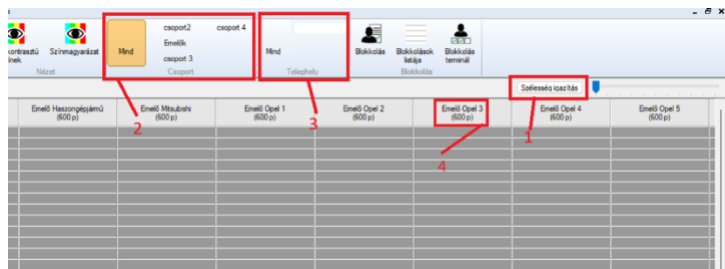 kontrasztú
ínek
Színmagyarázat
Nézet
Mind
csoport2
csoport 4
Emelők
csoport 3
Csoport
Mind
Telephely
Blokkolás
Blokkolások
listája
Blokkolás
terminál
Blokkolás
Szélesség igazítás
Emelő Haszongépjámű
(600 p)
Emelő Mitsubishi
(600 p)
Emelő Opel 1
(600 p)
Emelő Opel 2
(600 p)
Emelő Opel 3
(600 p)
Emelő Opel 4
(600 p)
Emelő Opel 5
(600 p)
2
3
4
1